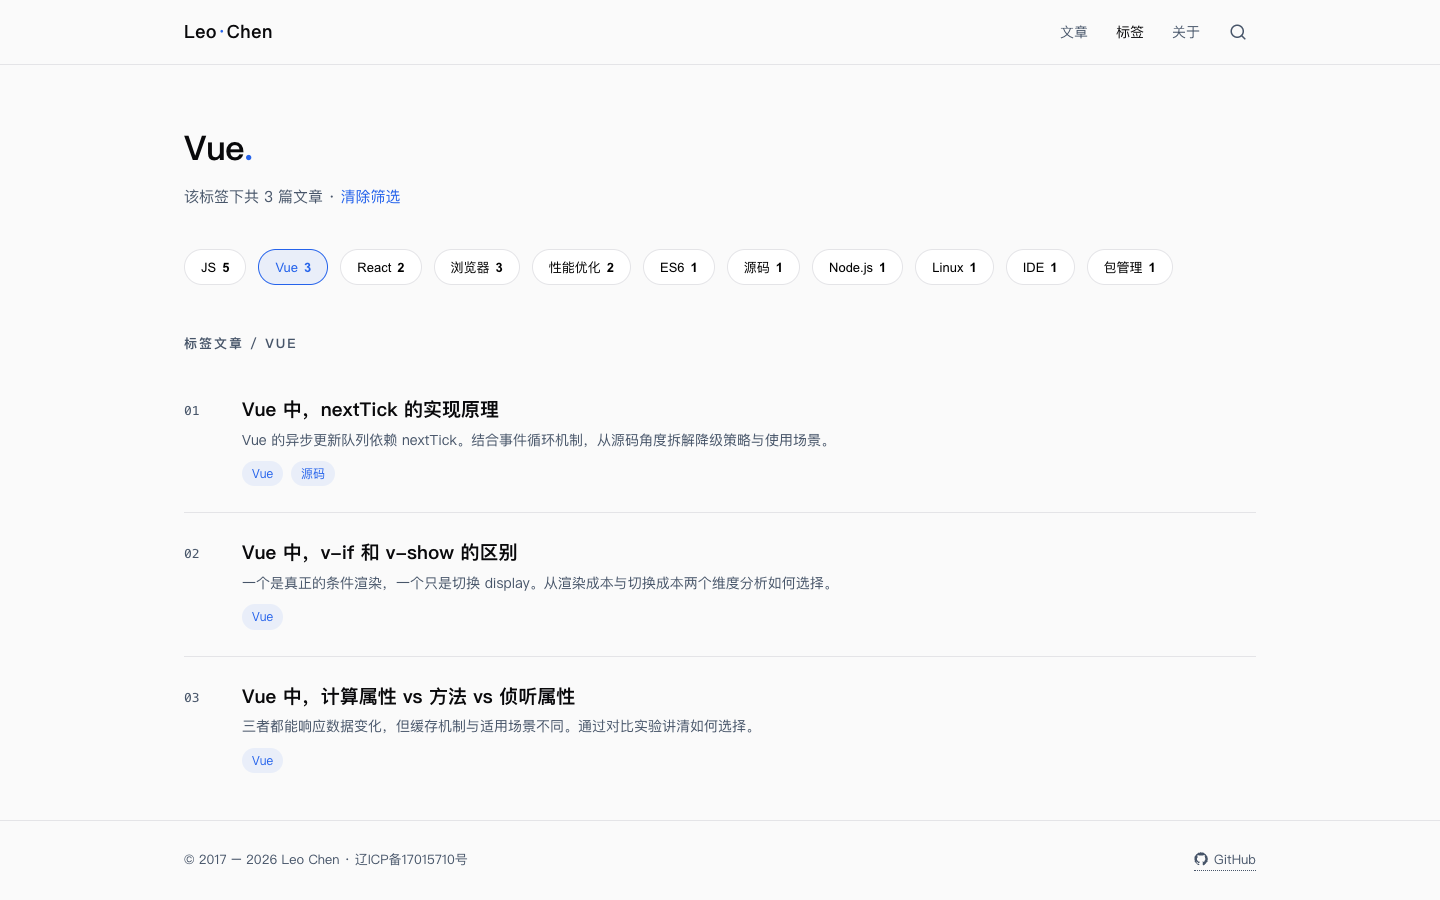 Leo·Chen
文章 标签 关于
Vue.
该标签下共 3 篇文章 · 清除筛选
JS 5 Vue 3 React 2 浏览器 3 性能优化 2 ES6 1 源码 1 Node.js 1 Linux 1 IDE 1 包管理 1
标签文章 / VUE
01 Vue 中，nextTick 的实现原理
Vue 的异步更新队列依赖 nextTick。结合事件循环机制，从源码角度拆解降级策略与使用场景。
Vue 源码
02 Vue 中，v-if 和 v-show 的区别
一个是真正的条件渲染，一个只是切换 display。从渲染成本与切换成本两个维度分析如何选择。
Vue
03 Vue 中，计算属性 vs 方法 vs 侦听属性
三者都能响应数据变化，但缓存机制与适用场景不同。通过对比实验讲清如何选择。
Vue
© 2017 — 2026 Leo Chen · 辽ICP备17015710号
GitHub